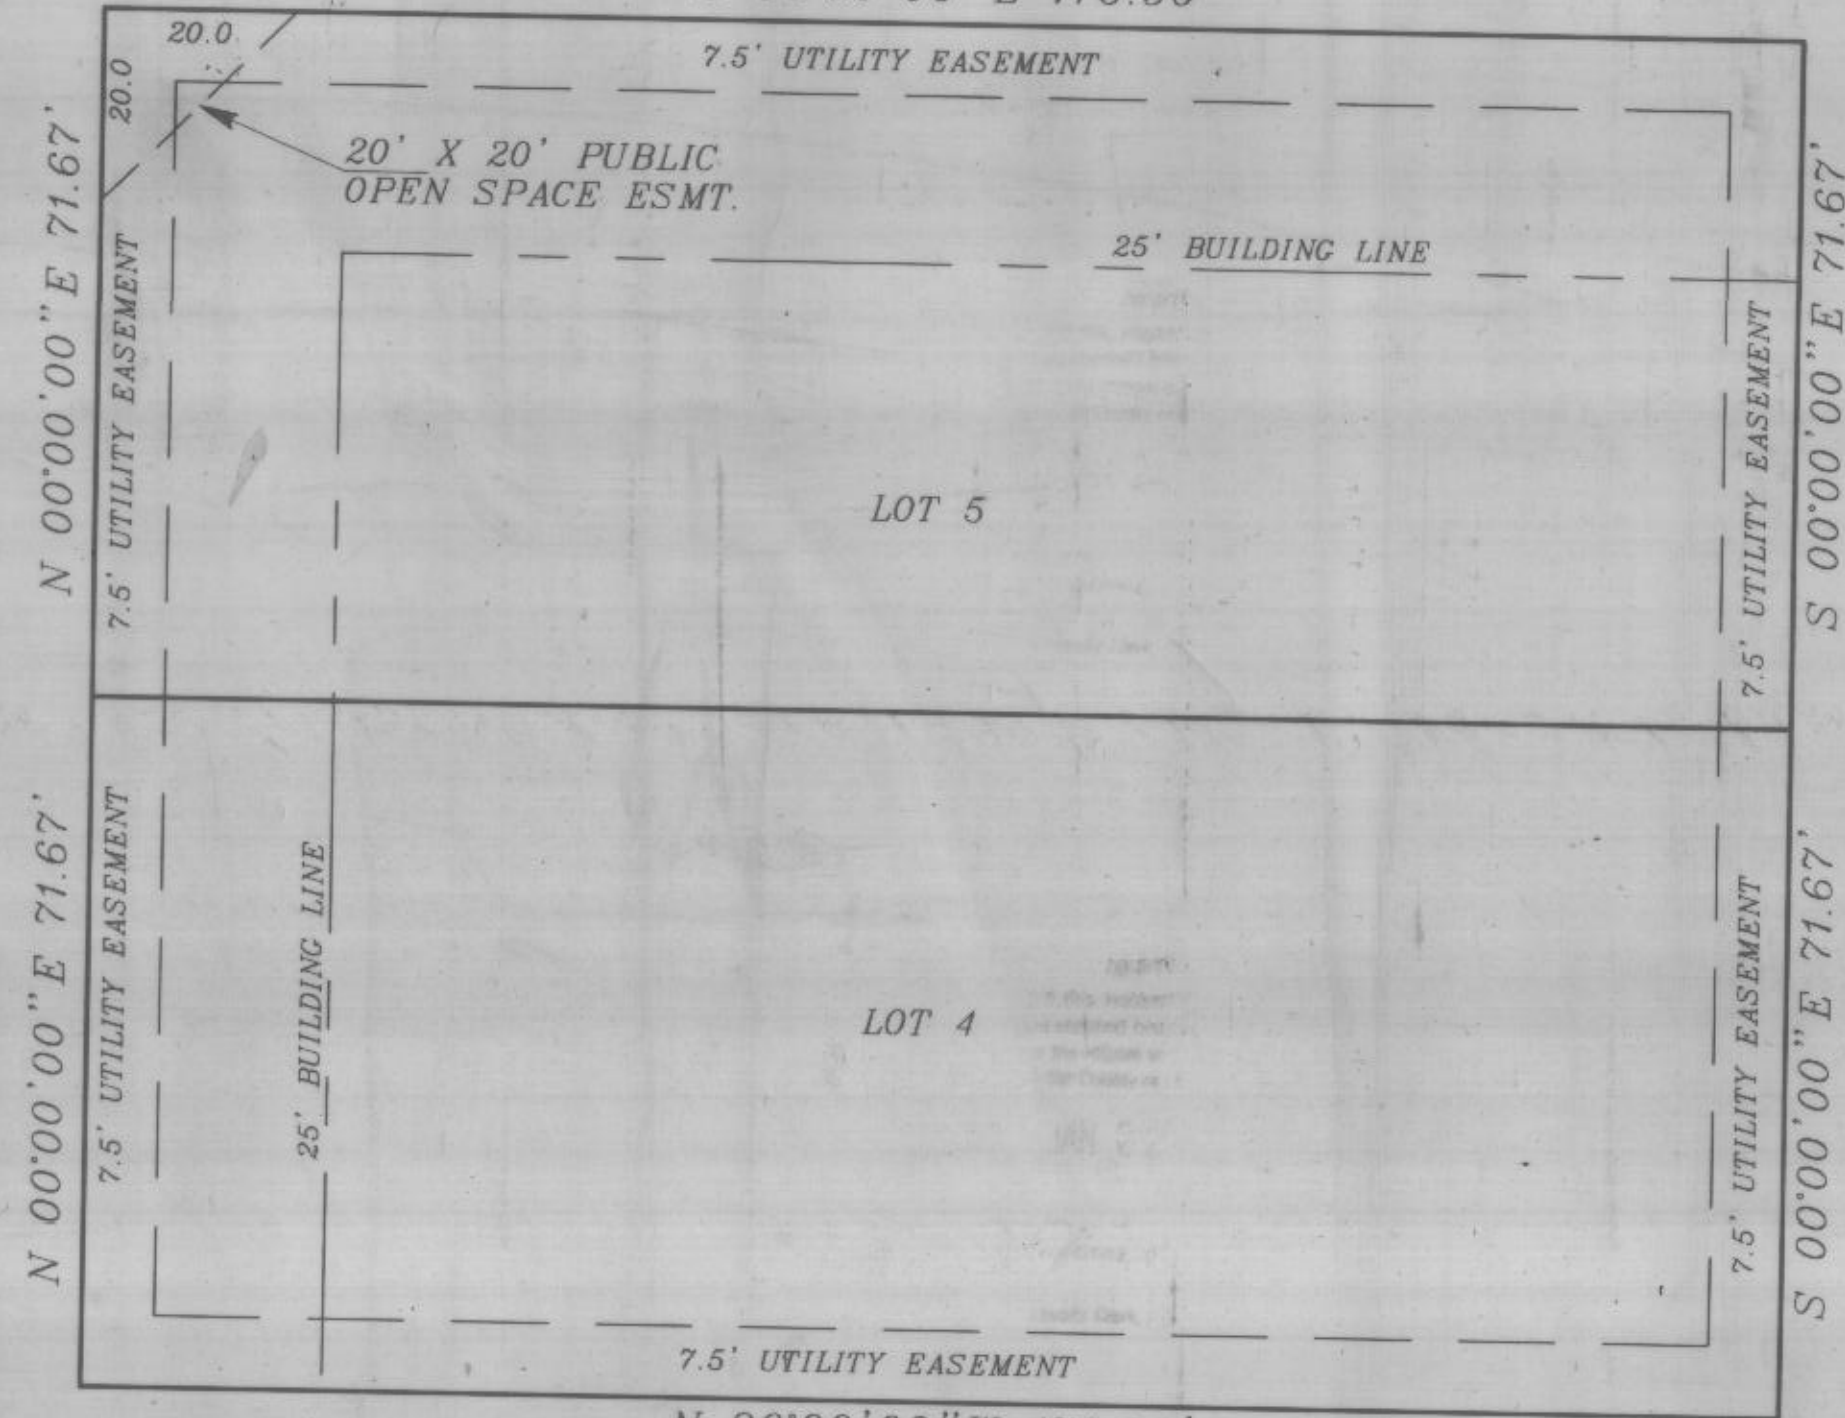 20.0
20.0
7.5' UTILITY EASEMENT
20' X 20' PUBLIC
OPEN SPACE ESMT.
N 00°00'00" E 71.67'
7.5' UTILITY EASEMENT
25' BUILDING LINE
LOT 5
7.5' UTILITY EASEMENT
S 00°00'00" E 71.67'
N 00°00'00" E 71.67'
7.5' UTILITY EASEMENT
25' BUILDING LINE
LOT 4
7.5' UTILITY EASEMENT
S 00°00'00" E 71.67'
7.5' UTILITY EASEMENT